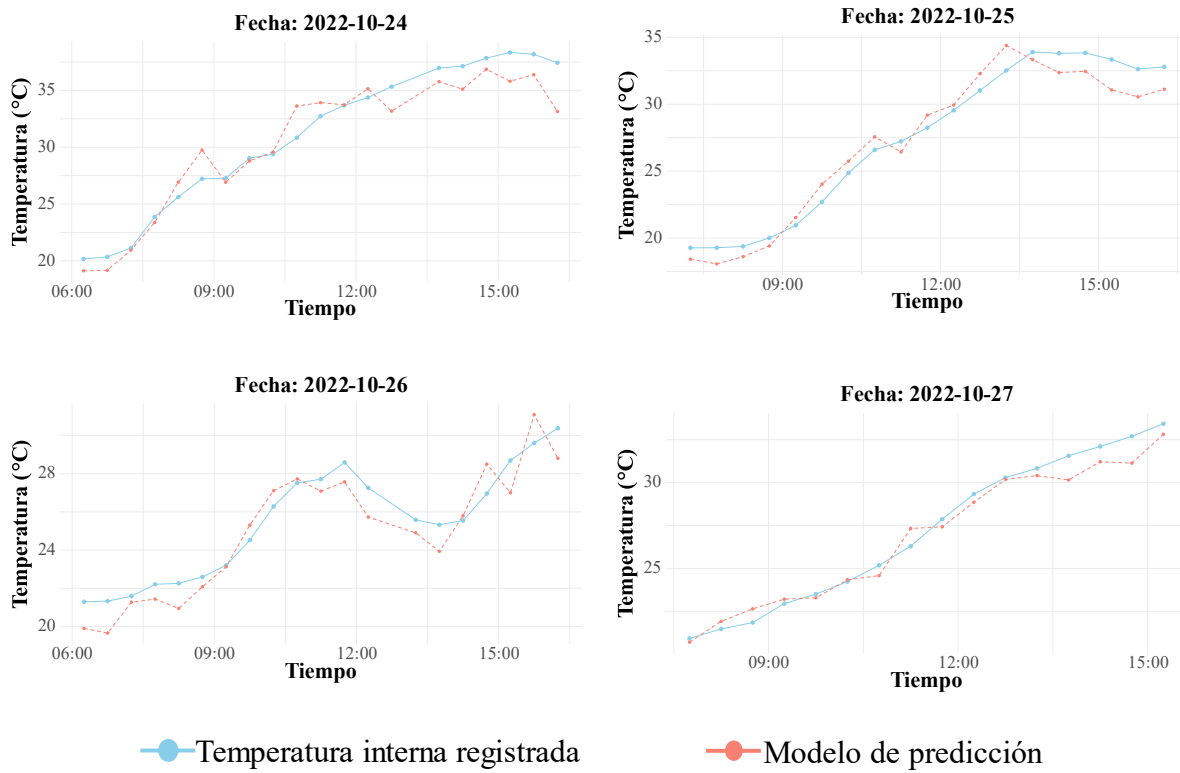 Fecha: 2022-10-24
Temperatura (°C)
35
30
25
20
06:00 09:00 12:00 15:00
Tiempo
Fecha: 2022-10-25
Temperatura (°C)
35
30
25
20
09:00 12:00 15:00
Tiempo
Fecha: 2022-10-26
Temperatura (°C)
28
24
20
06:00 09:00 12:00 15:00
Tiempo
Fecha: 2022-10-27
Temperatura (°C)
30
25
09:00 12:00 15:00
Tiempo
Temperatura interna registrada Modelo de predicción